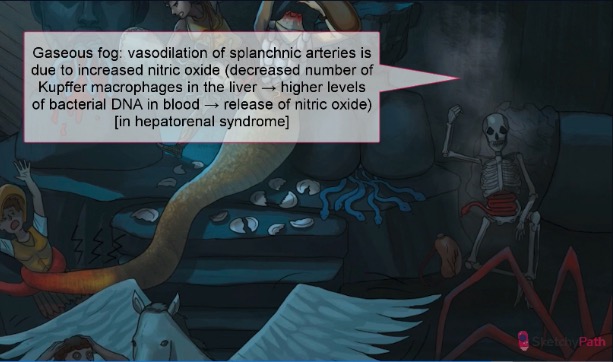 Gaseous fog: vasodilation of splanchnic arteries is
due to increased nitric oxide (decreased number of
Kupffer macrophages in the liver → higher levels
of bacterial DNA in blood → release of nitric oxide)
[in hepatorenal syndrome]
SketchyPath